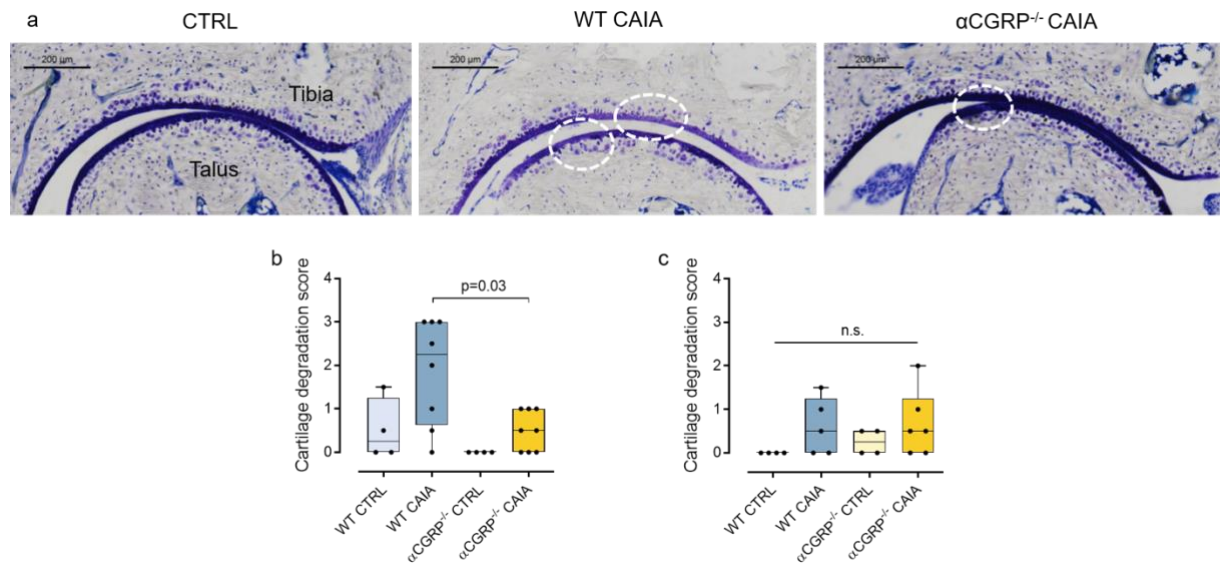 a
CTRL
WT CAIA
αCGRP⁻/⁻ CAIA
200 µm
Tibia
Talus
200 µm
200 µm
b
Cartilage degradation score
4
3
2
1
0
p=0.03
WT CTRL
WT CAIA
αCGRP⁻/⁻ CTRL
αCGRP⁻/⁻ CAIA
c
Cartilage degradation score
4
3
2
1
0
n.s.
WT CTRL
WT CAIA
αCGRP⁻/⁻ CTRL
αCGRP⁻/⁻ CAIA